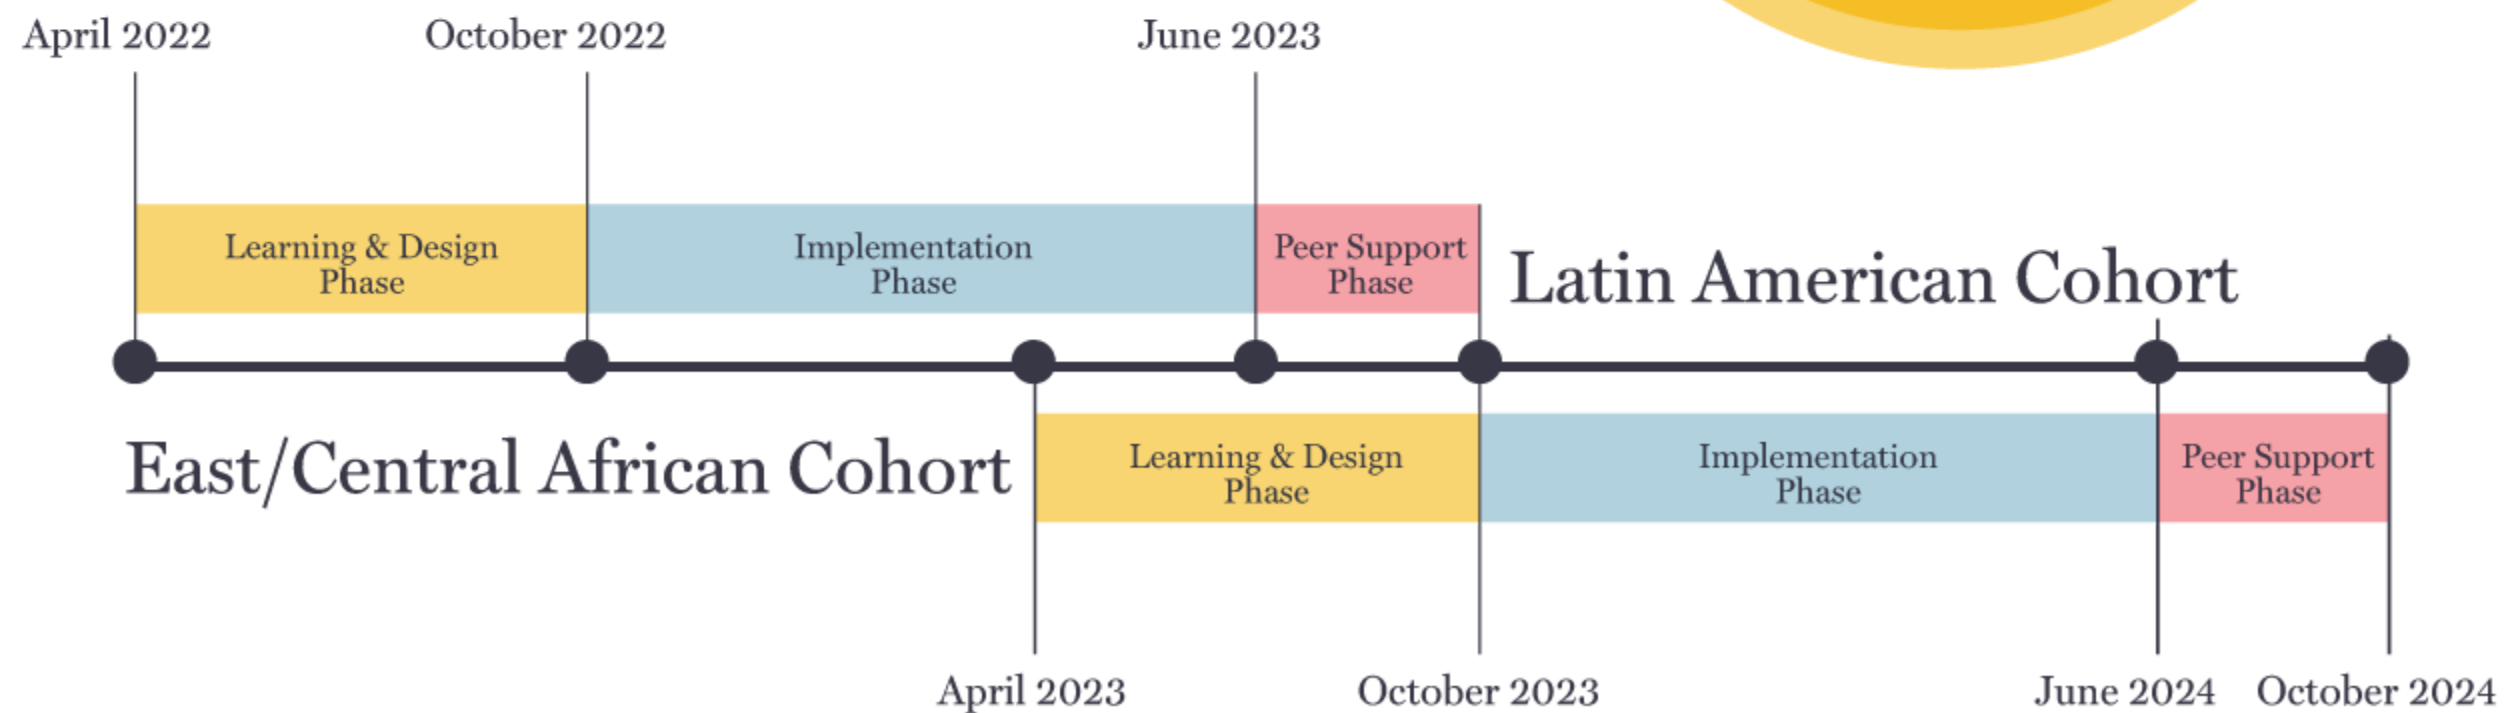 April 2022
October 2022
June 2023
Learning & Design
Phase
Implementation
Phase
Peer Support
Phase
Latin American Cohort
East/Central African Cohort
Learning & Design
Phase
Implementation
Phase
Peer Support
Phase
April 2023
October 2023
June 2024
October 2024